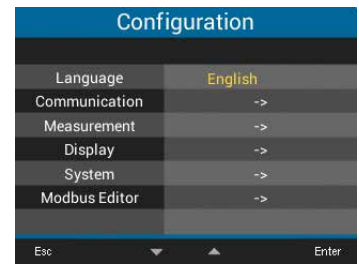 Configuration
Language English
Communication ->
Measurement ->
Display ->
System ->
Modbus Editor ->
Esc Enter